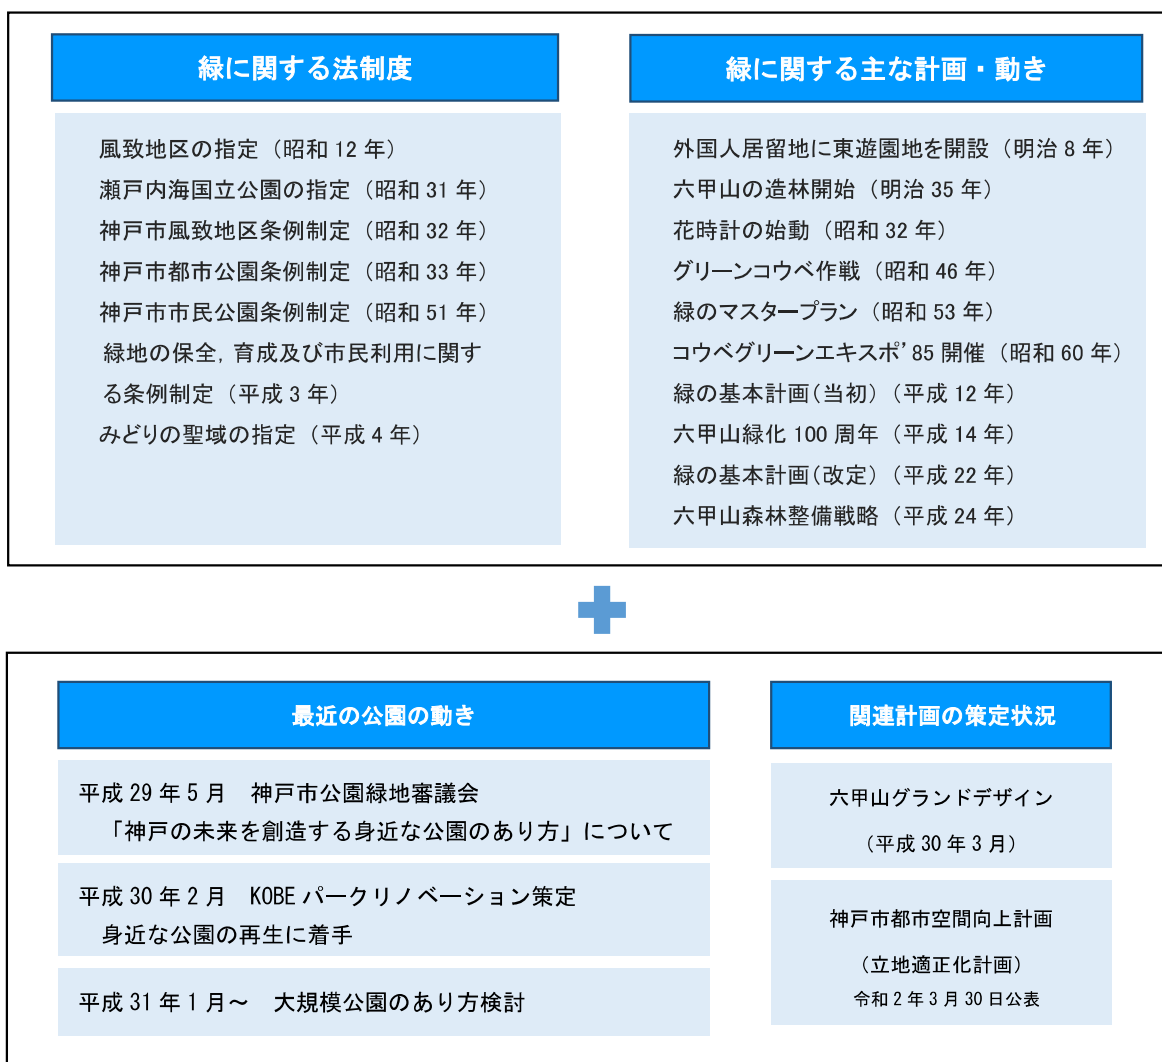 緑に関する法制度
風致地区の指定（昭和 12 年）
瀬戸内海国立公園の指定（昭和 31 年）
神戸市風致地区条例制定（昭和 32 年）
神戸市都市公園条例制定（昭和 33 年）
神戸市市民公園条例制定（昭和 51 年）
緑地の保全，育成及び市民利用に関す
る条例制定（平成 3 年）
みどりの聖域の指定（平成 4 年）
緑に関する主な計画・動き
外国人居留地に東遊園地を開設（明治 8 年）
六甲山の造林開始（明治 35 年）
花時計の始動（昭和 32 年）
グリーンコウベ作戦（昭和 46 年）
緑のマスタープラン（昭和 53 年）
コウベグリーンエキスポ’85 開催（昭和 60 年）
緑の基本計画（当初）（平成 12 年）
六甲山緑化 100 周年（平成 14 年）
緑の基本計画（改定）（平成 22 年）
六甲山森林整備戦略（平成 24 年）
最近の公園の動き
平成 29 年 5 月　神戸市公園緑地審議会
「神戸の未来を創造する身近な公園のあり方」について
平成 30 年 2 月　KOBE パークリノベーション策定
身近な公園の再生に着手
平成 31 年 1 月～　大規模公園のあり方検討
関連計画の策定状況
六甲山グランドデザイン
（平成 30 年 3 月）
神戸市都市空間向上計画
（立地適正化計画）
令和 2 年 3 月 30 日公表